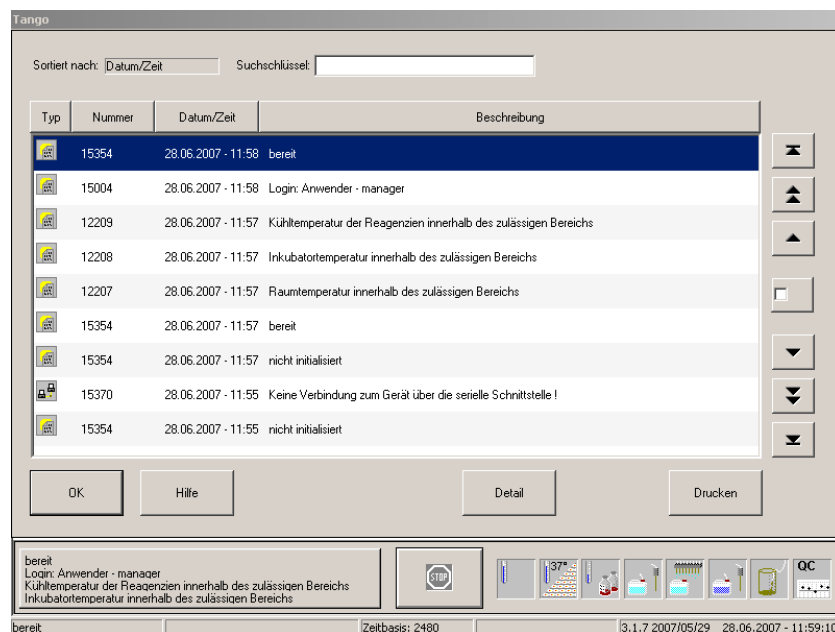 Tango
Sortiert nach: Datum/Zeit Suchschlüssel:
Typ Nummer Datum/Zeit Beschreibung
15354 28.06.2007 - 11:58 bereit
15004 28.06.2007 - 11:58 Login: Anwender - manager
12209 28.06.2007 - 11:57 Kühltemperatur der Reagenzien innerhalb des zulässigen Bereichs
12208 28.06.2007 - 11:57 Inkubatortemperatur innerhalb des zulässigen Bereichs
12207 28.06.2007 - 11:57 Raumtemperatur innerhalb des zulässigen Bereichs
15354 28.06.2007 - 11:57 bereit
15354 28.06.2007 - 11:57 nicht initialisiert
15370 28.06.2007 - 11:55 Keine Verbindung zum Gerät über die serielle Schnittstelle !
15354 28.06.2007 - 11:55 nicht initialisiert
OK Hilfe Detail Drucken
bereit
Login: Anwender - manager
Kühltemperatur der Reagenzien innerhalb des zulässigen Bereichs
Inkubatortemperatur innerhalb des zulässigen Bereichs
STOP 37° QC
bereit Zeitbasis: 2480 3.1.7 2007/05/29 28.06.2007 - 11:59:10